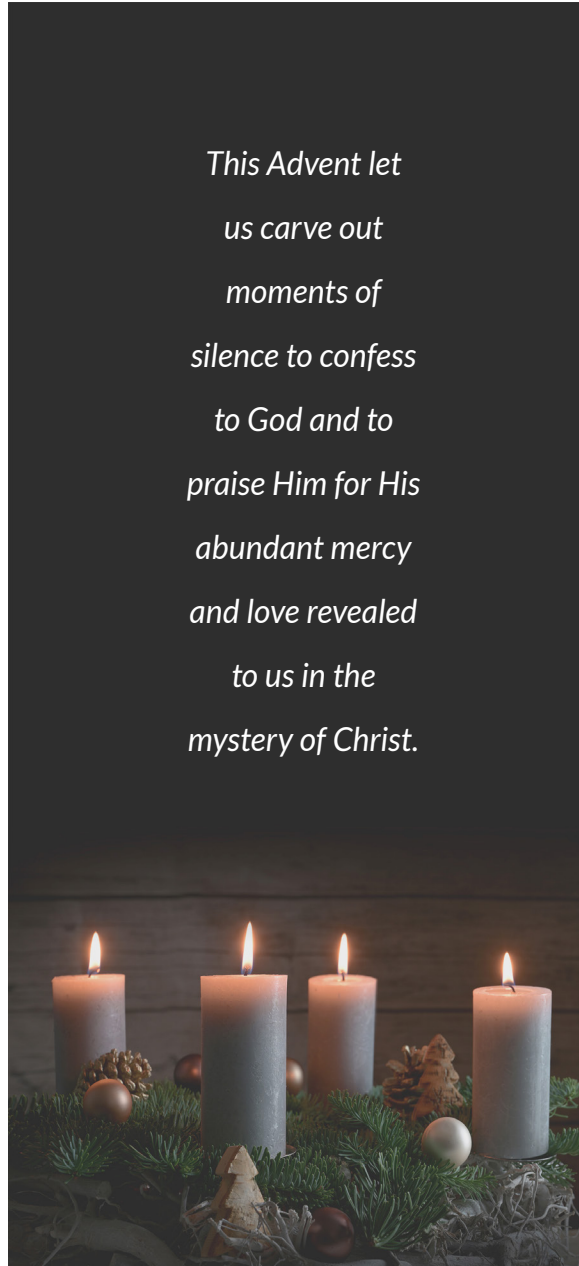 This Advent let
us carve out
moments of
silence to confess
to God and to
praise Him for His
abundant mercy
and love revealed
to us in the
mystery of Christ.